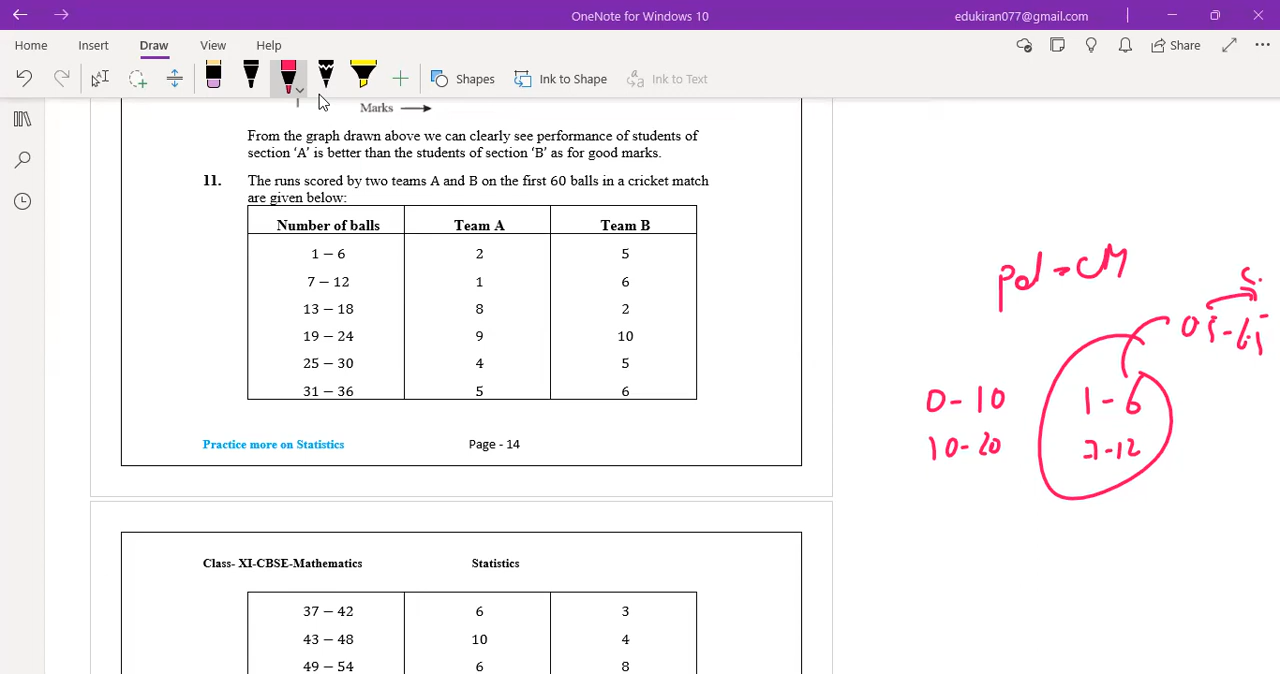 OneNote for Windows 10
edukiran077@gmail.com
Home Insert Draw View Help
Share
Shapes Ink to Shape Ink to Text
Marks
From the graph drawn above we can clearly see performance of students of
section ‘A’ is better than the students of section ‘B’ as for good marks.
11. The runs scored by two teams A and B on the first 60 balls in a cricket match
are given below:
Number of balls Team A Team B
1 – 6 2 5
7 – 12 1 6
13 – 18 8 2
19 – 24 9 10
25 – 30 4 5
31 – 36 5 6
Practice more on Statistics Page - 14
Class- XI-CBSE-Mathematics Statistics
37 – 42 6 3
43 – 48 10 4
49 – 54 6 8
pol - CM
C.
0.5 - 6.5
0 - 10 1 - 6
10 - 20 7 - 12